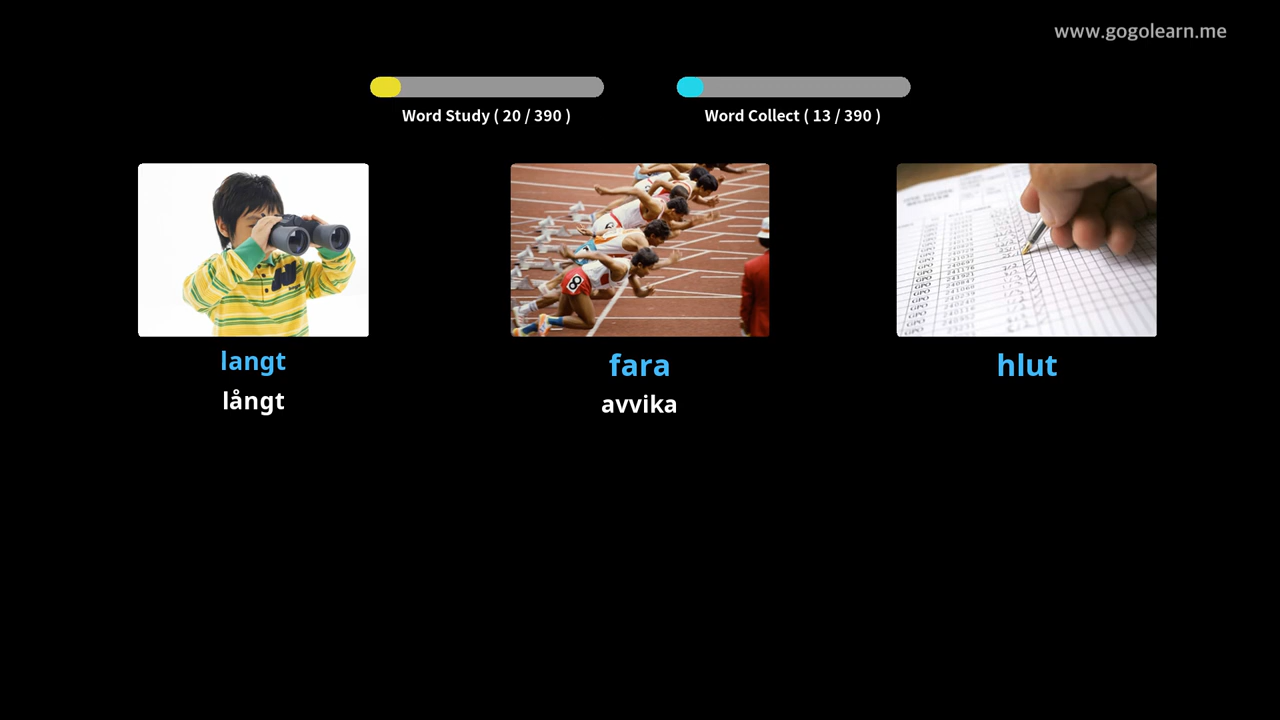 www.gogolearn.me
Word Study ( 20 / 390 )
Word Collect ( 13 / 390 )
langt
fara
hlut
långt
avvika